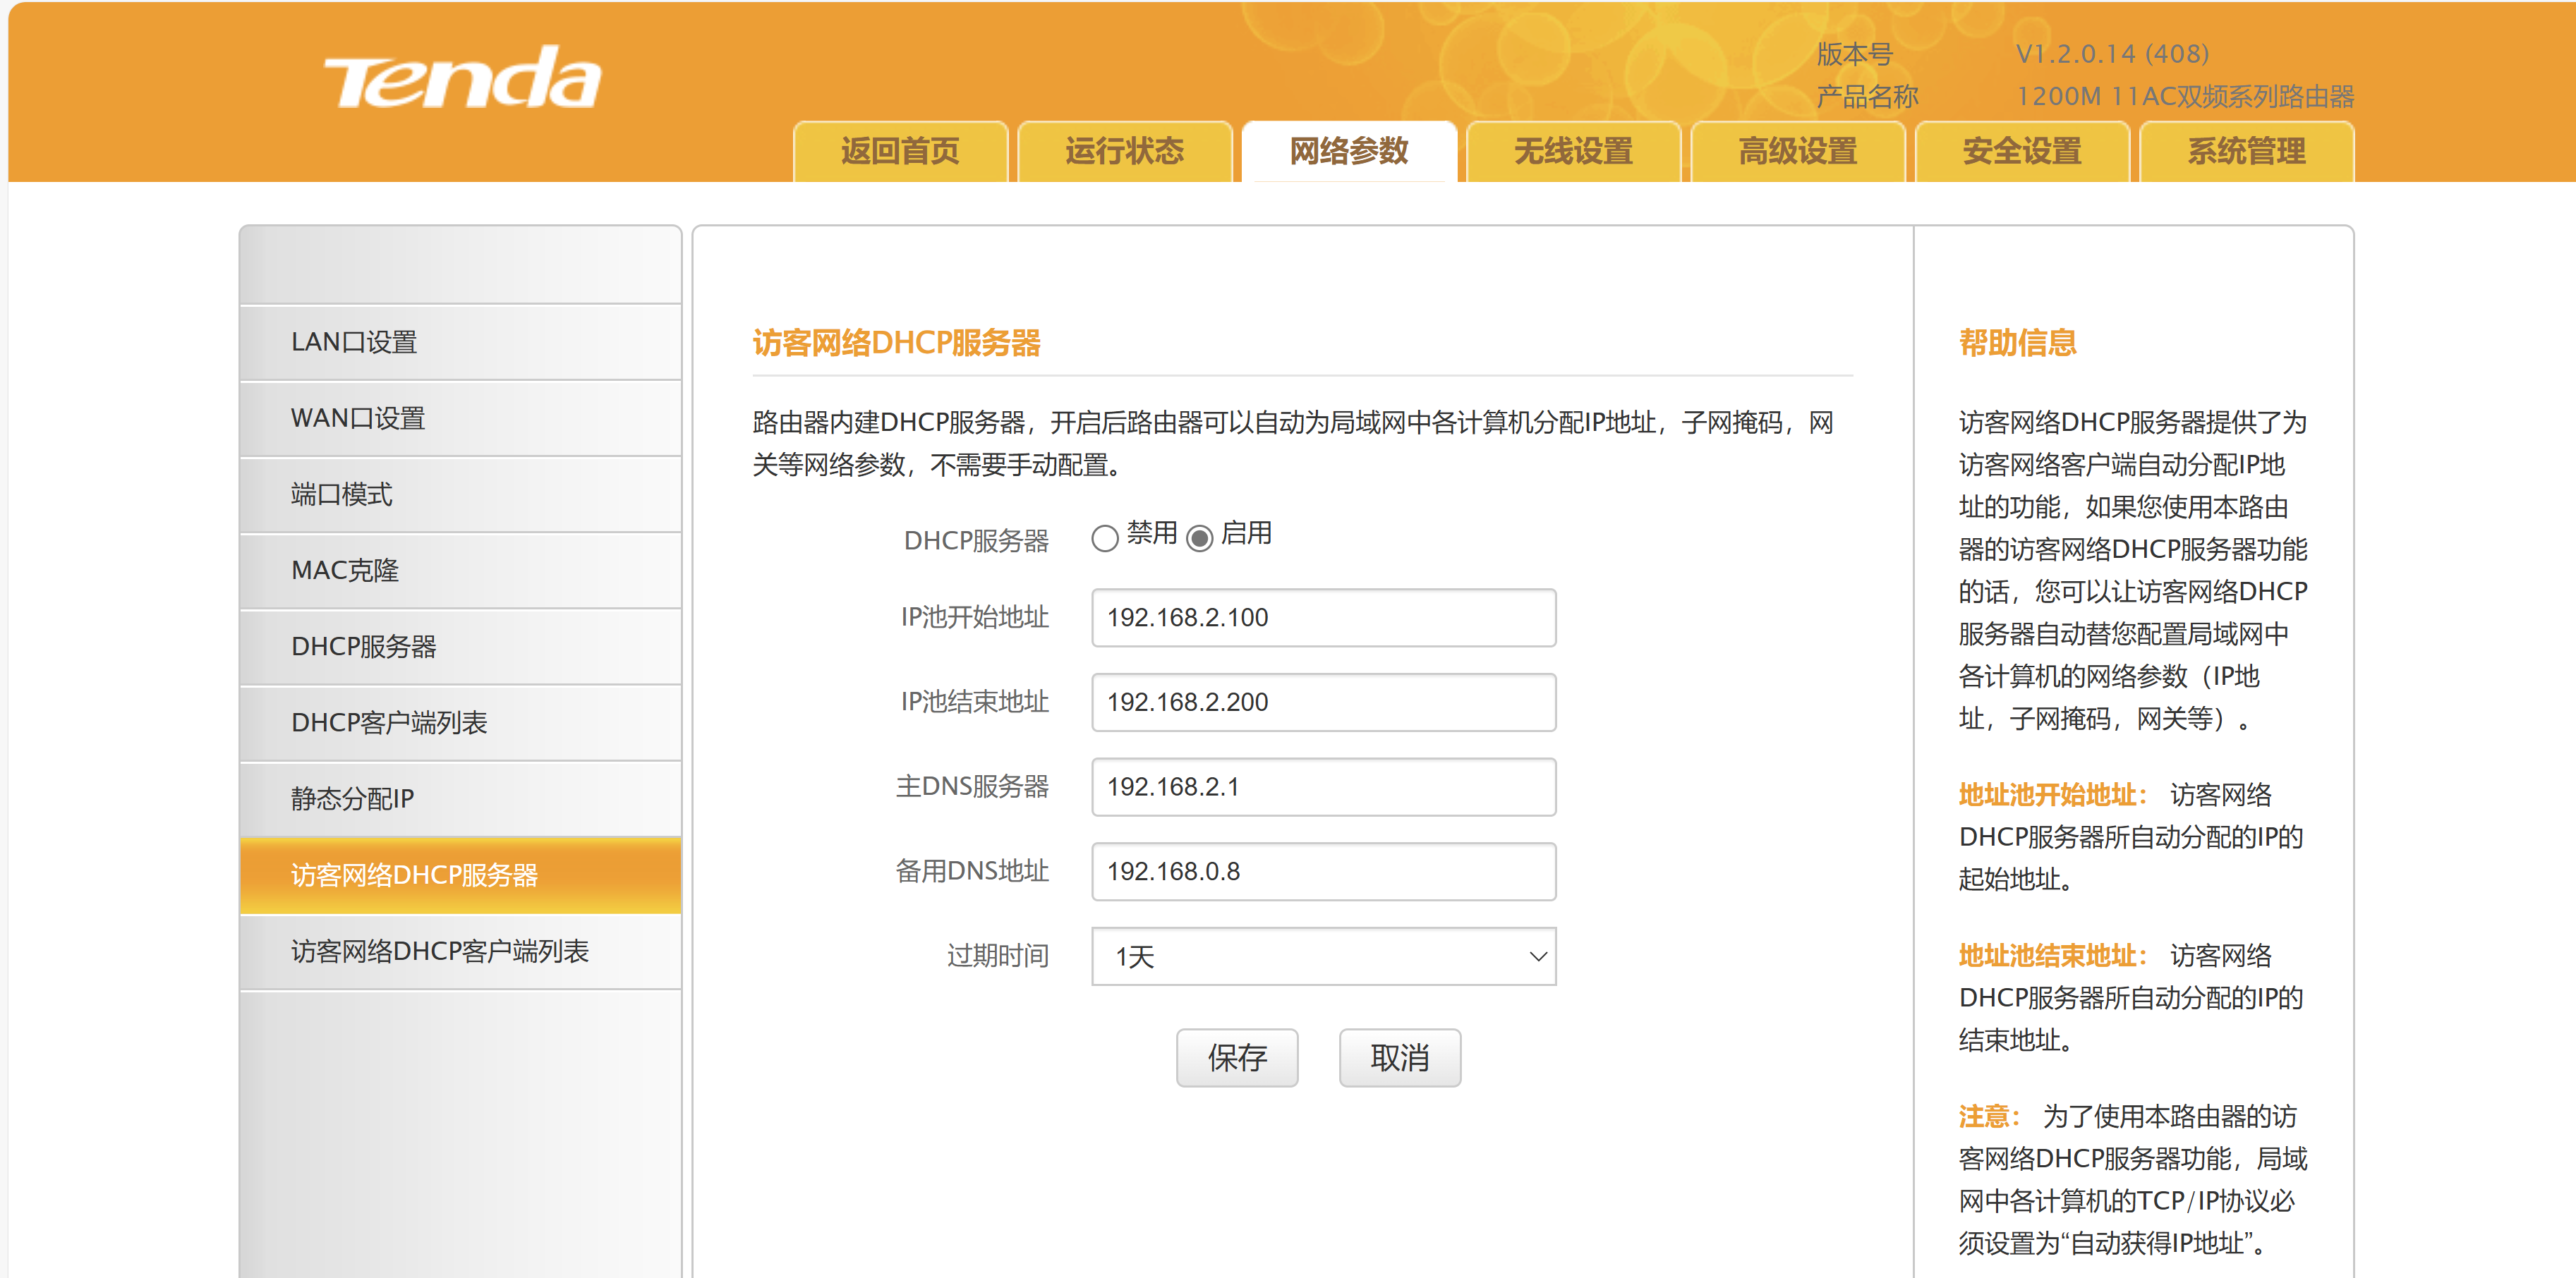 Tenda
版本号 V1.2.0.14 (408)
产品名称 1200M 11AC双频系列路由器
返回首页 运行状态 网络参数 无线设置 高级设置 安全设置 系统管理
LAN口设置
WAN口设置
端口模式
MAC克隆
DHCP服务器
DHCP客户端列表
静态分配IP
访客网络DHCP服务器
访客网络DHCP客户端列表
访客网络DHCP服务器
路由器内建DHCP服务器，开启后路由器可以自动为局域网中各计算机分配IP地址，子网掩码，网
关等网络参数，不需要手动配置。
DHCP服务器 禁用 启用
IP池开始地址 192.168.2.100
IP池结束地址 192.168.2.200
主DNS服务器 192.168.2.1
备用DNS地址 192.168.0.8
过期时间 1天
保存 取消
帮助信息
访客网络DHCP服务器提供了为
访客网络客户端自动分配IP地
址的功能，如果您使用本路由
器的访客网络DHCP服务器功能
的话，您可以让访客网络DHCP
服务器自动替您配置局域网中
各计算机的网络参数（IP地
址，子网掩码，网关等）。
地址池开始地址： 访客网络
DHCP服务器所自动分配的IP的
起始地址。
地址池结束地址： 访客网络
DHCP服务器所自动分配的IP的
结束地址。
注意： 为了使用本路由器的访
客网络DHCP服务器功能，局域
网中各计算机的TCP/IP协议必
须设置为“自动获得IP地址”。